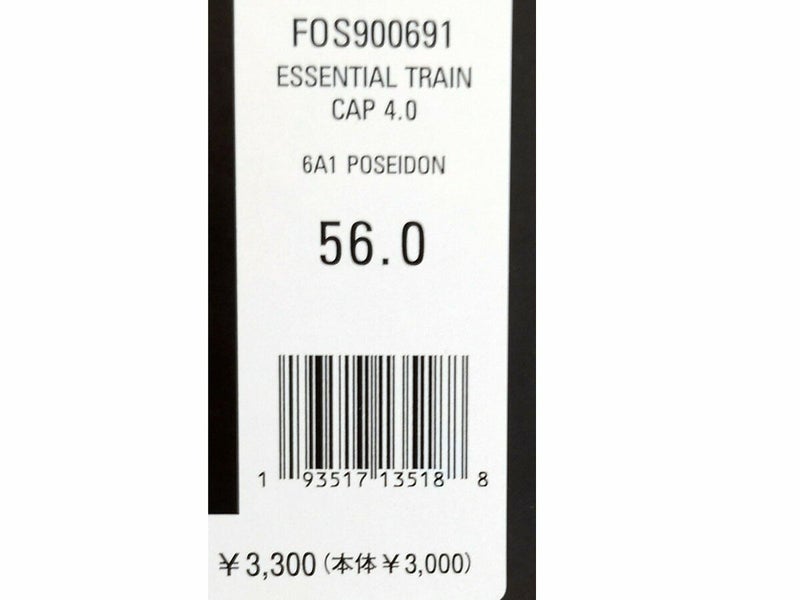 FOS900691
ESSENTIAL TRAIN
CAP 4.0
6A1 POSEIDON
56.0
1 93517 13518 8
¥3,300(本体¥3,000)